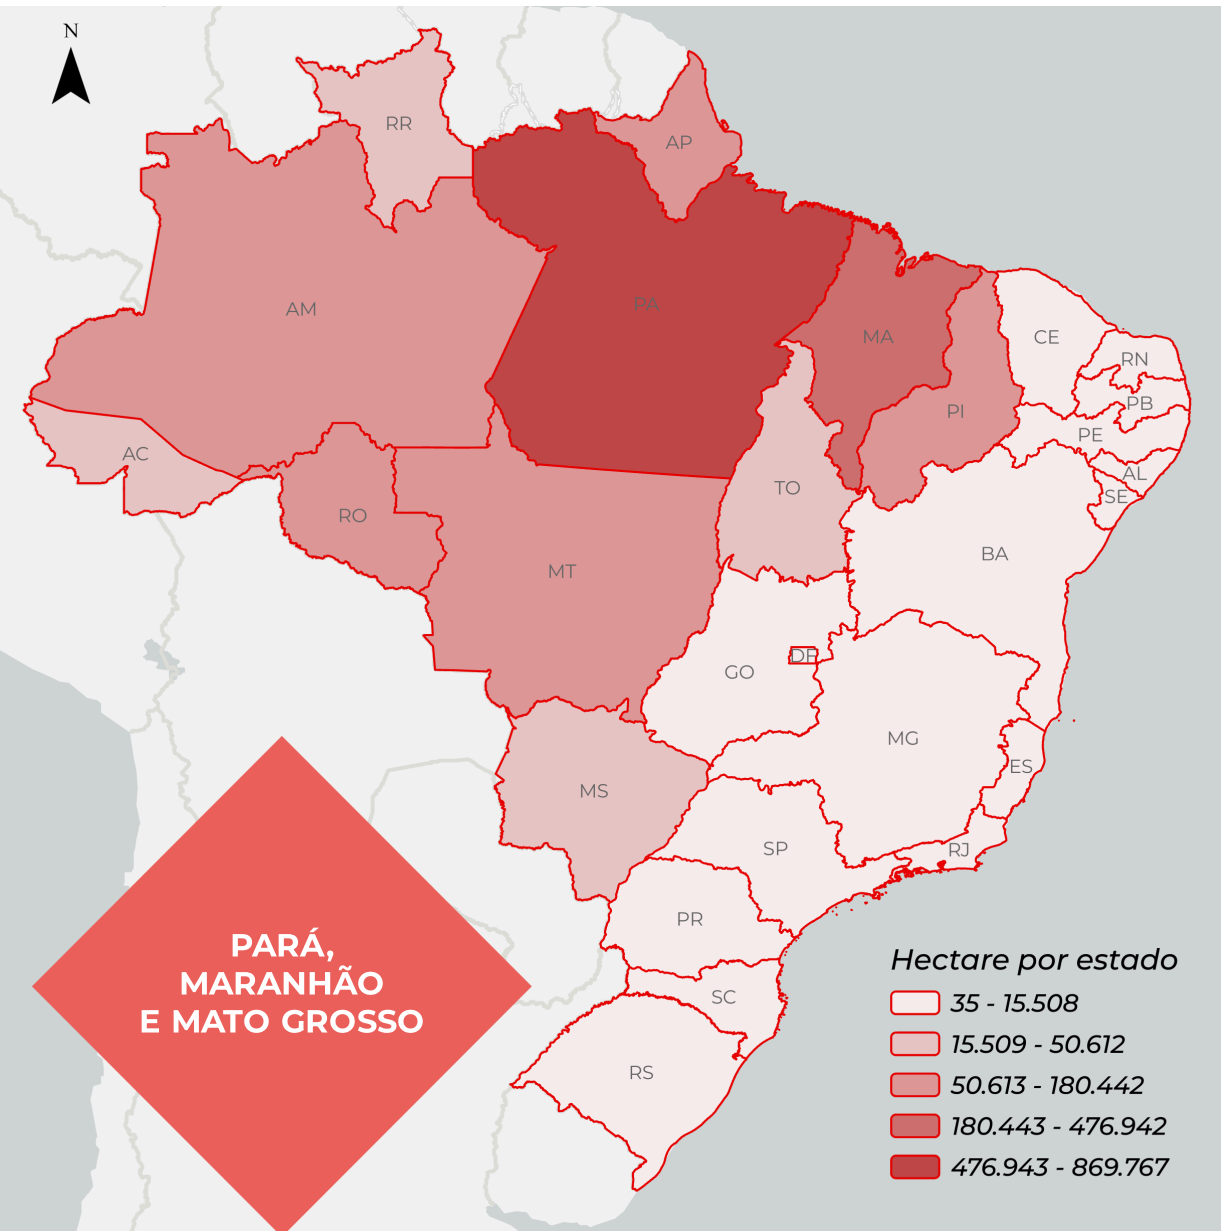 N
RR
AP
AM
PA
MA
CE
RN
PB
PI
PE
AC
AL
TO
SE
RO
BA
MT
DF
GO
MG
ES
MS
SP
RJ
PR
SC
RS
PARÁ,
MARANHÃO
E MATO GROSSO
Hectare por estado
35 - 15.508
15.509 - 50.612
50.613 - 180.442
180.443 - 476.942
476.943 - 869.767